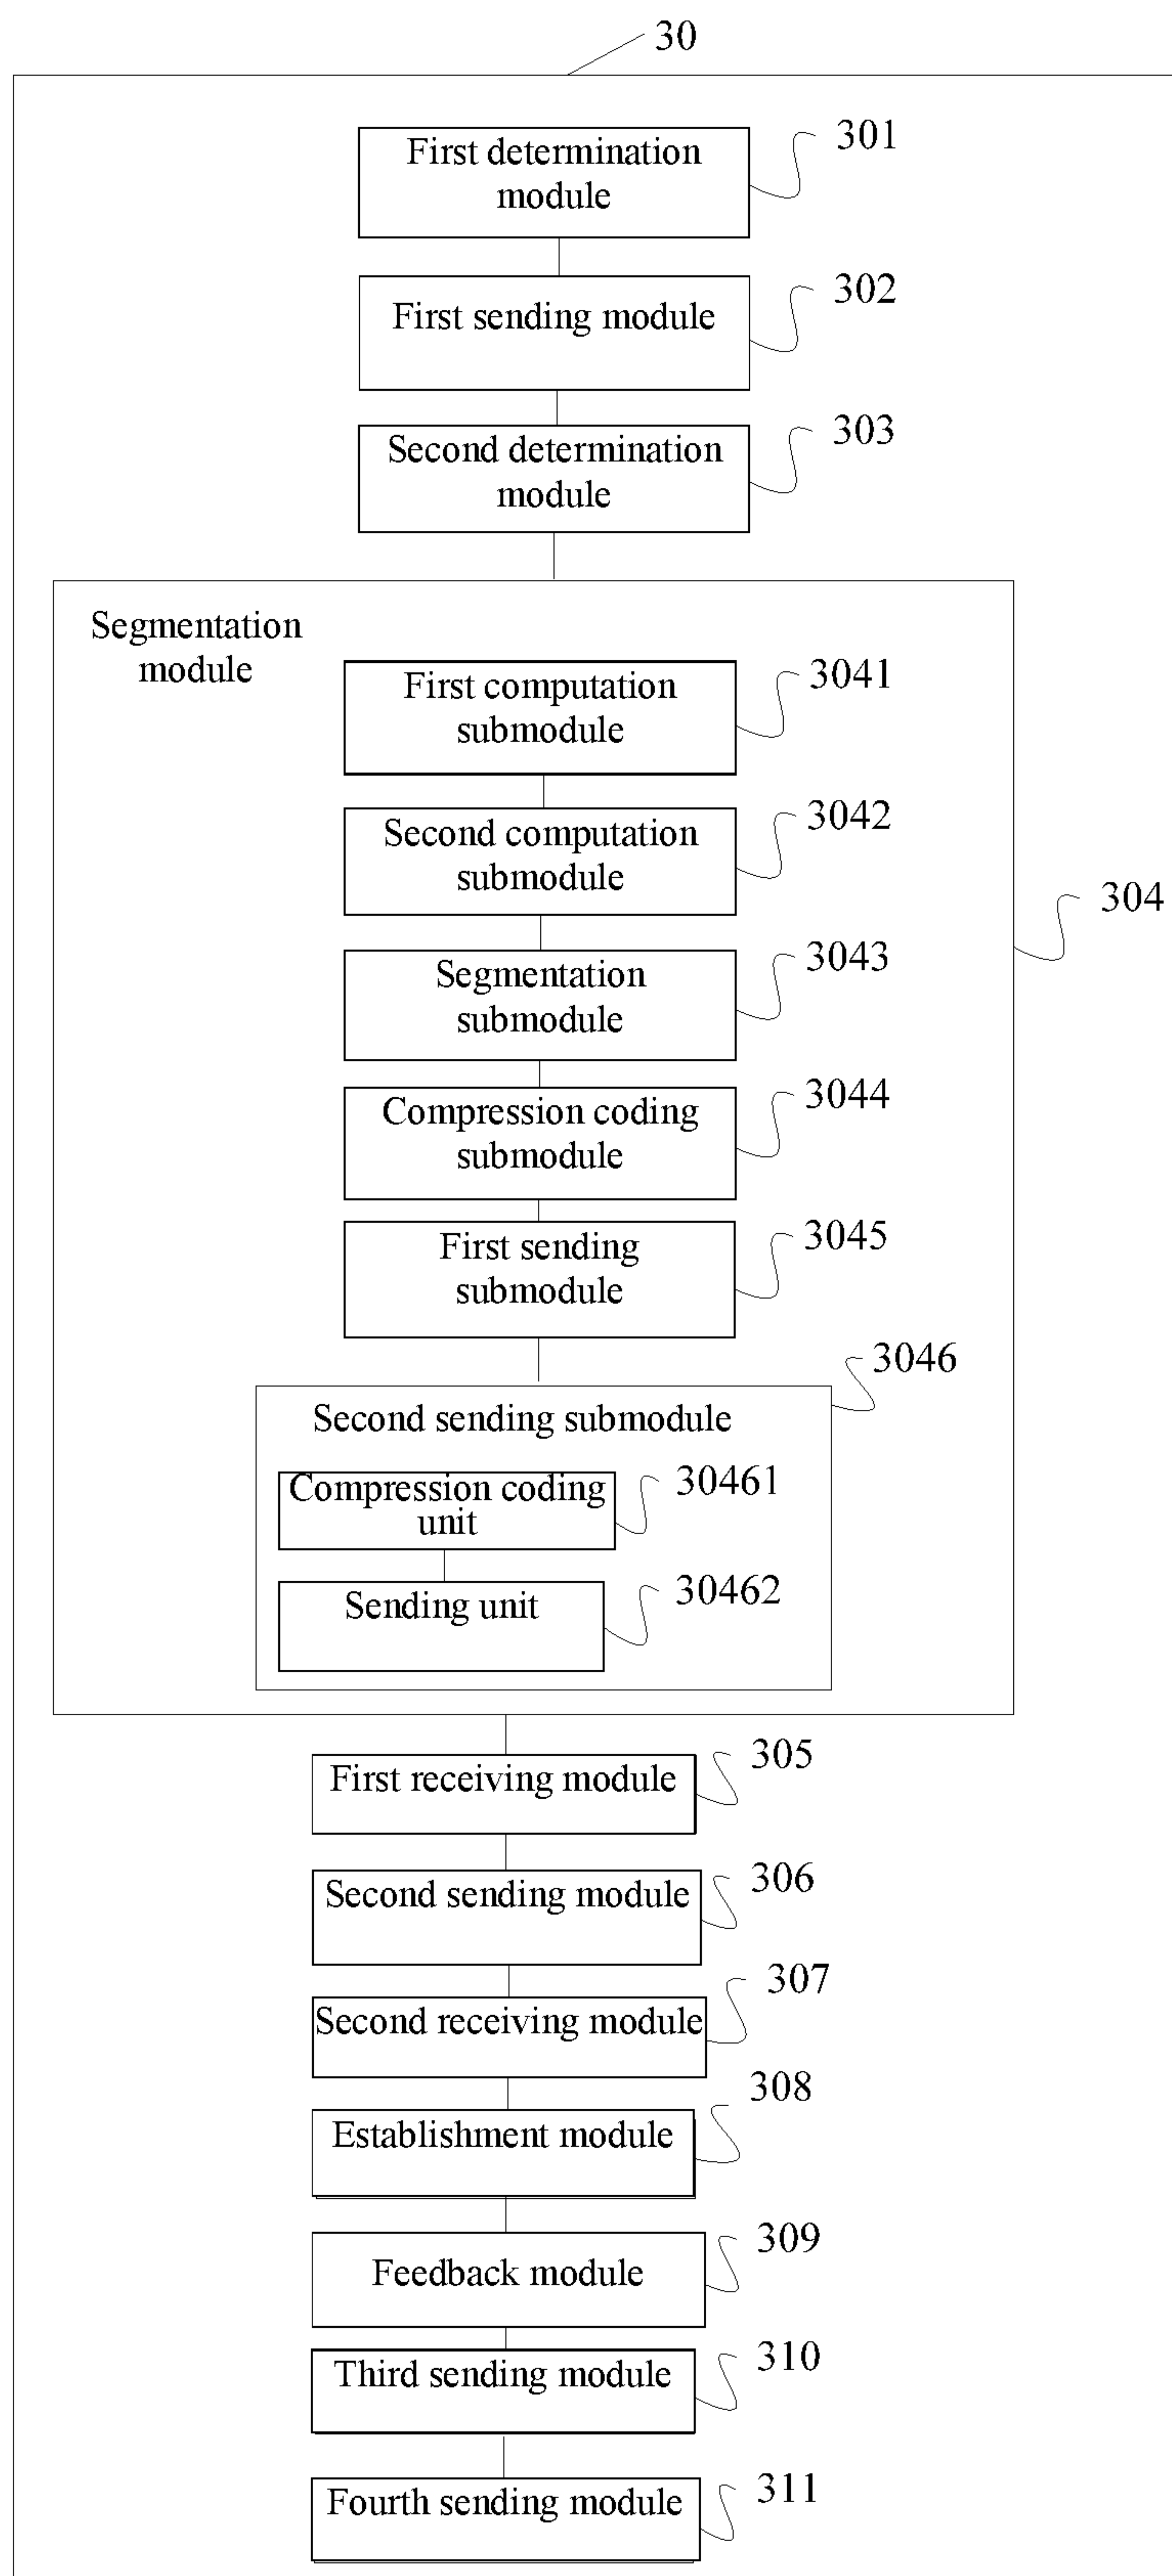 30
First determination
module
301
First sending module
302
Second determination
module
303
Segmentation
module
First computation
submodule
3041
Second computation
submodule
3042
304
Segmentation
submodule
3043
Compression coding
submodule
3044
First sending
submodule
3045
3046
Second sending submodule
Compression coding
unit
30461
Sending unit
30462
First receiving module
305
Second sending module
306
Second receiving module
307
Establishment module
308
Feedback module
309
Third sending module
310
Fourth sending module
311